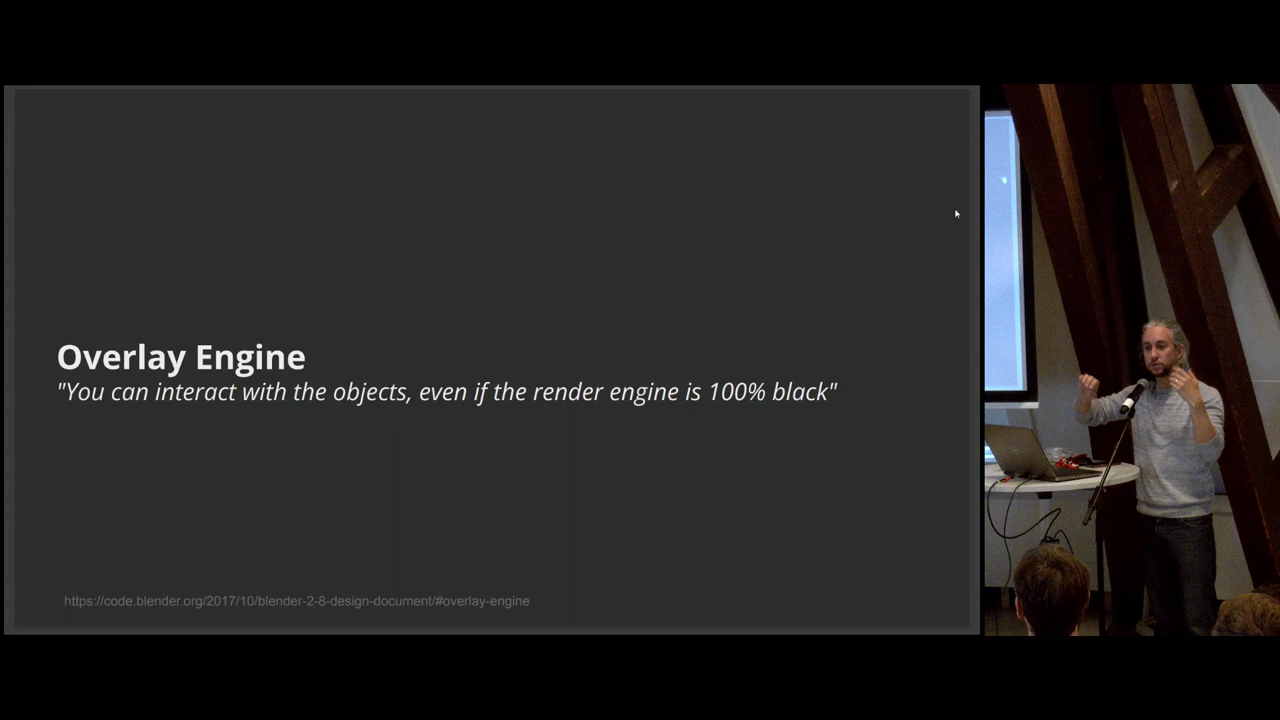 Overlay Engine
"You can interact with the objects, even if the render engine is 100% black"
https://code.blender.org/2017/10/blender-2-8-design-document/#overlay-engine